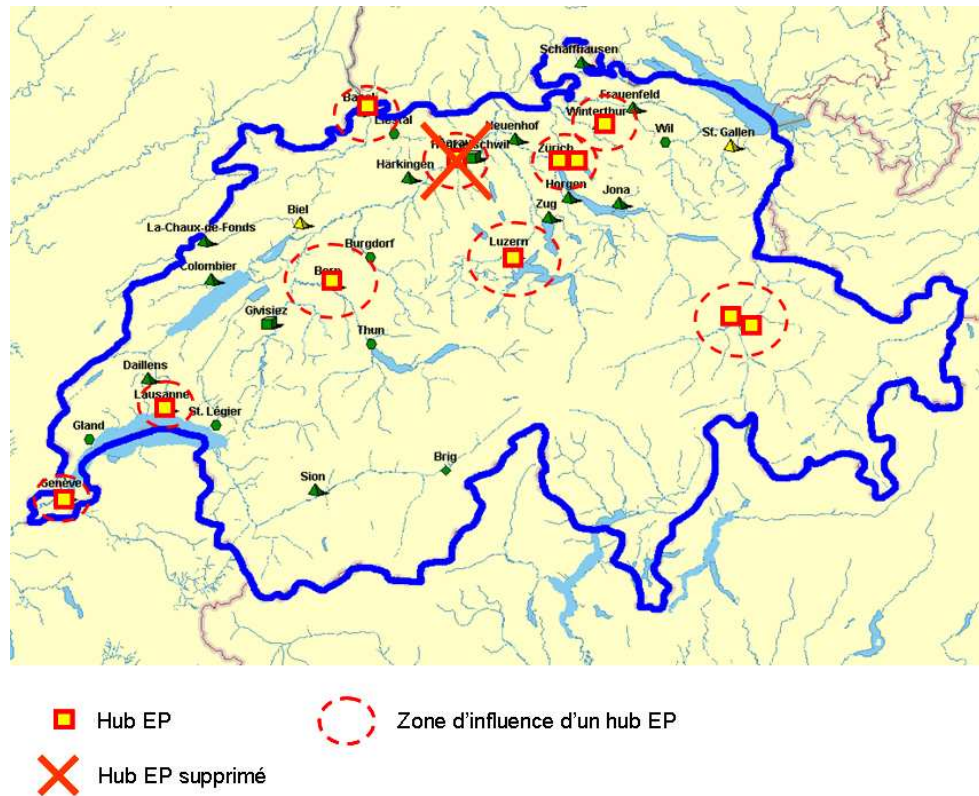 Schaffhausen
Frauenfeld
Winterthur
Basel
Liestal
Neuenhof
Wil
St. Gallen
Zürich
Härkingen
Horgen
Jona
Zug
Biel
La-Chaux-de-Fonds
Burgdorf
Luzern
Colombier
Bern
Givisiez
Thun
Daillens
Lausanne
St. Légier
Gland
Brig
Sion
Genève
Hub EP
Zone d'influence d'un hub EP
Hub EP supprimé